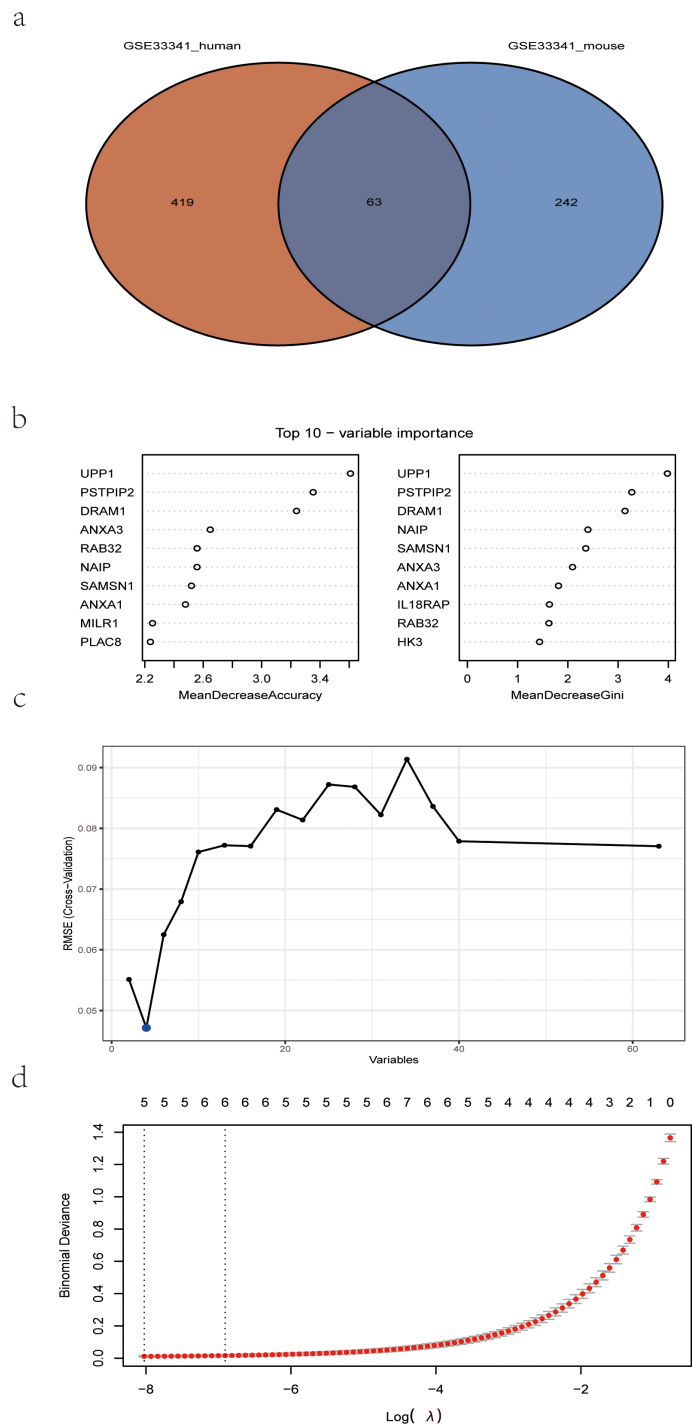 a
GSE33341_human GSE33341_mouse
419 63 242
b
Top 10 − variable importance
UPP1 UPP1
PSTPIP2 PSTPIP2
DRAM1 DRAM1
ANXA3 NAIP
RAB32 SAMSN1
NAIP ANXA3
SAMSN1 ANXA1
ANXA1 IL18RAP
MILR1 RAB32
PLAC8 HK3
2.2 2.6 3.0 3.4 0 1 2 3 4
MeanDecreaseAccuracy MeanDecreaseGini
c
0.09
0.08
0.07
0.06
0.05
RMSE (Cross−Validation)
0 20 40 60
Variables
d
5 5 5 6 6 6 6 5 5 5 5 5 6 7 6 6 5 5 4 4 4 4 4 3 2 1 0
1.4
1.2
1.0
0.8
0.6
0.4
0.2
0.0
Binomial Deviance
−8 −6 −4 −2
Log( λ)